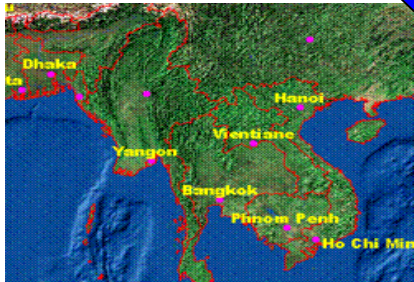 u
Dhaka
ta
Hanoi
Vientiane
Yangon
Bangkok
Phnom Penh
Ho Chi Min